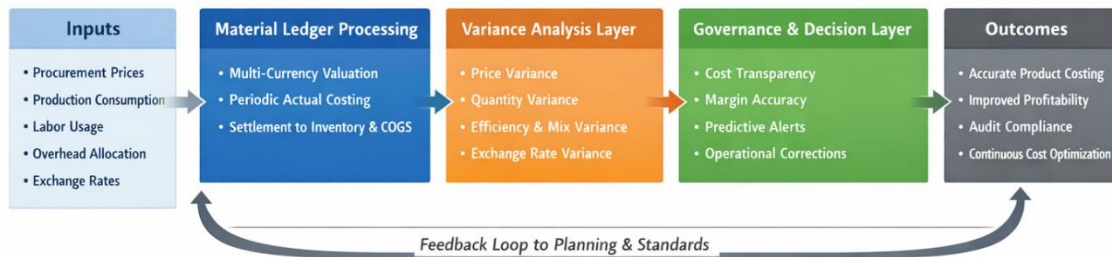 Inputs
• Procurement Prices
• Production Consumption
• Labor Usage
• Overhead Allocation
• Exchange Rates
Material Ledger Processing
• Multi-Currency Valuation
• Periodic Actual Costing
• Settlement to Inventory & COGS
Variance Analysis Layer
• Price Variance
• Quantity Variance
• Efficiency & Mix Variance
• Exchange Rate Variance
Governance & Decision Layer
• Cost Transparency
• Margin Accuracy
• Predictive Alerts
• Operational Corrections
Outcomes
• Accurate Product Costing
• Improved Profitability
• Audit Compliance
• Continuous Cost Optimization
Feedback Loop to Planning & Standards